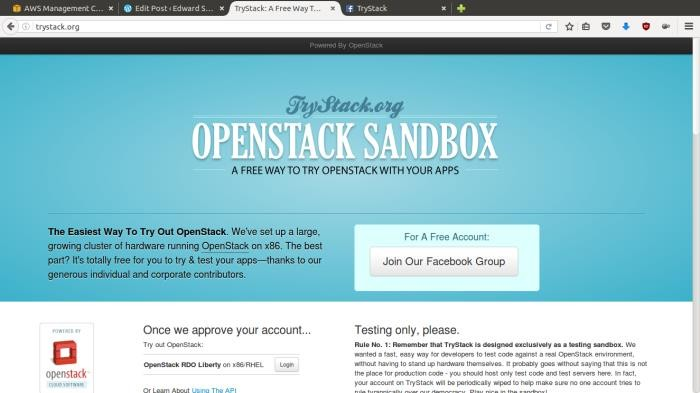 AWS Management C...
Edit Post ‹ Edward S...
TryStack: A Free Way T...
TryStack
trystack.org
Powered By OpenStack
TryStack.org
OPENSTACK SANDBOX
A FREE WAY TO TRY OPENSTACK WITH YOUR APPS
The Easiest Way To Try Out OpenStack. We've set up a large,
growing cluster of hardware running OpenStack on x86. The best
part? It's totally free for you to try & test your apps—thanks to our
generous individual and corporate contributors.
For A Free Account:
Join Our Facebook Group
POWERED BY
openstack
CLOUD SOFTWARE
Once we approve your account...
Try out OpenStack:
OpenStack RDO Liberty on x86/RHEL
Login
Or Learn About Using The API
Testing only, please.
Rule No. 1: Remember that TryStack is designed exclusively as a testing sandbox. We
wanted a fast, easy way for developers to test code against a real OpenStack environment,
without having to stand up hardware themselves. It probably goes without saying that this is not
the place for production code - you should host only test code and test servers here. In fact,
your account on TryStack will be periodically wiped to help make sure no one account tries to
rule tyrannically over our democracy. Play nice in the sandbox!